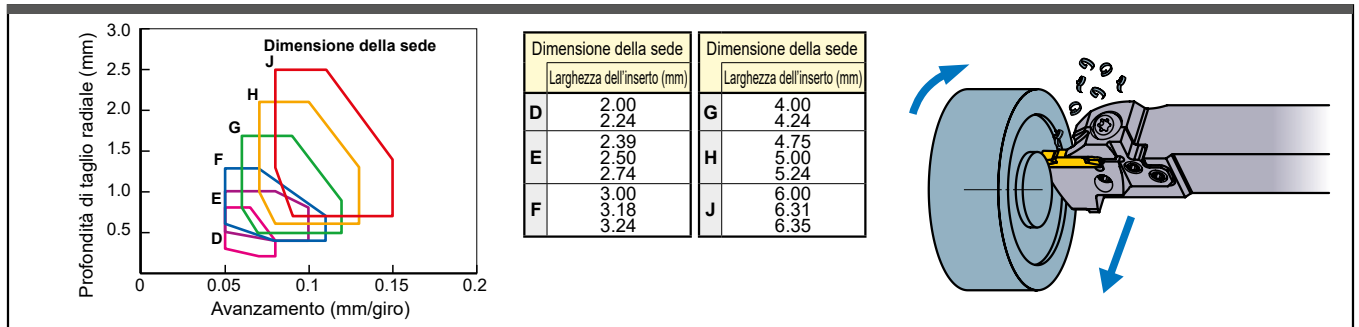 Profondità di taglio radiale (mm)
3.0
2.5
2.0
1.5
1.0
0.5
Dimensione della sede
J
H
G
F
E
D
0
0.05
0.1
0.15
0.2
Avanzamento (mm/giro)
Dimensione della sede
Larghezza dell'inserto (mm)
D
2.00
2.24
E
2.39
2.50
2.74
F
3.00
3.18
3.24
Dimensione della sede
Larghezza dell'inserto (mm)
G
4.00
4.24
H
4.75
5.00
5.24
J
6.00
6.31
6.35